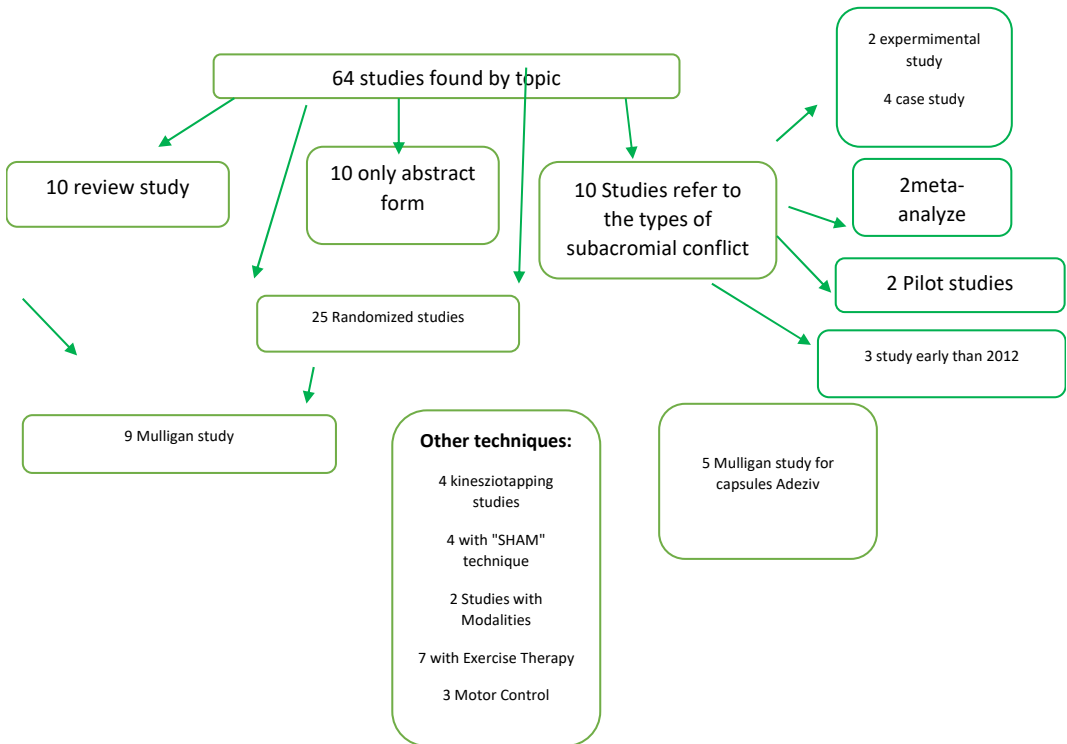 64 studies found by topic
2 expermimental
study
4 case study
10 review study
10 only abstract
form
10 Studies refer to
the types of
subacromial conflict
2meta-
analyze
2 Pilot studies
25 Randomized studies
3 study early than 2012
9 Mulligan study
Other techniques:
4 kinesziotapping
studies
4 with "SHAM"
technique
2 Studies with
Modalities
7 with Exercise Therapy
3 Motor Control
5 Mulligan study for
capsules Adeziv